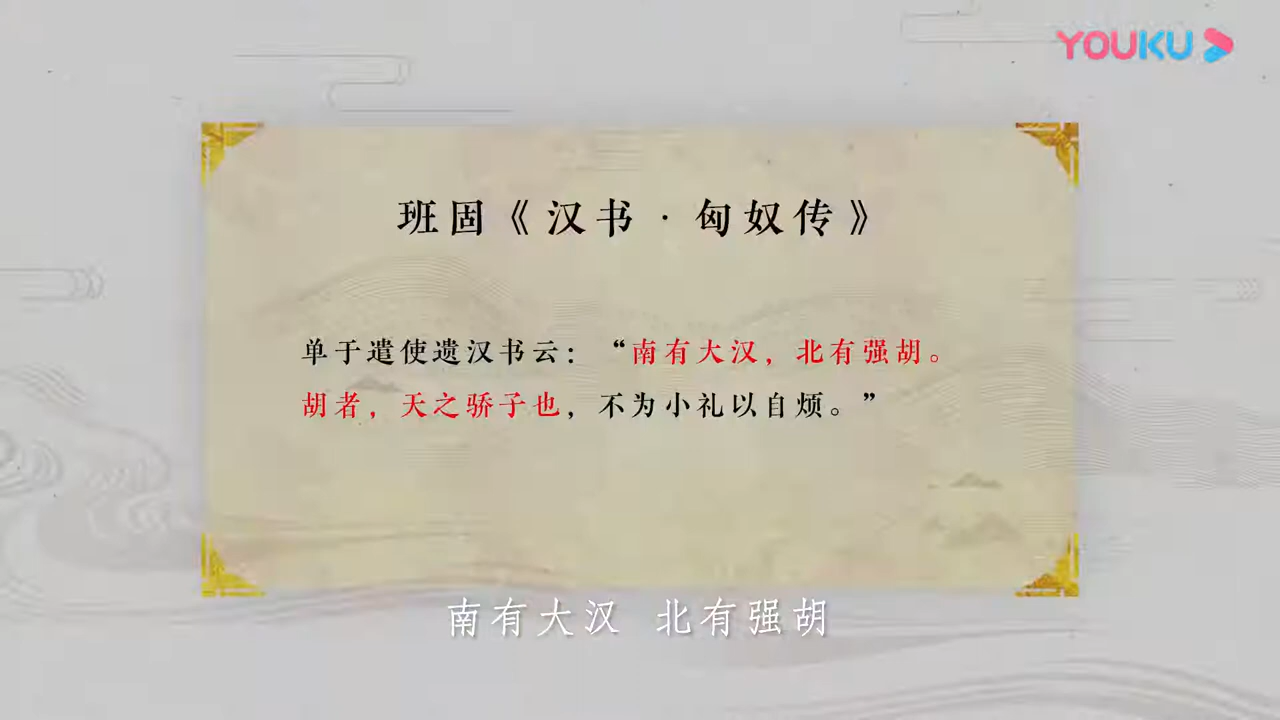 YOUKU
班固《汉书·匈奴传》
单于遣使遗汉书云：“南有大汉，北有强胡。
胡者，天之骄子也，不为小礼以自烦。”
南有大汉 北有强胡